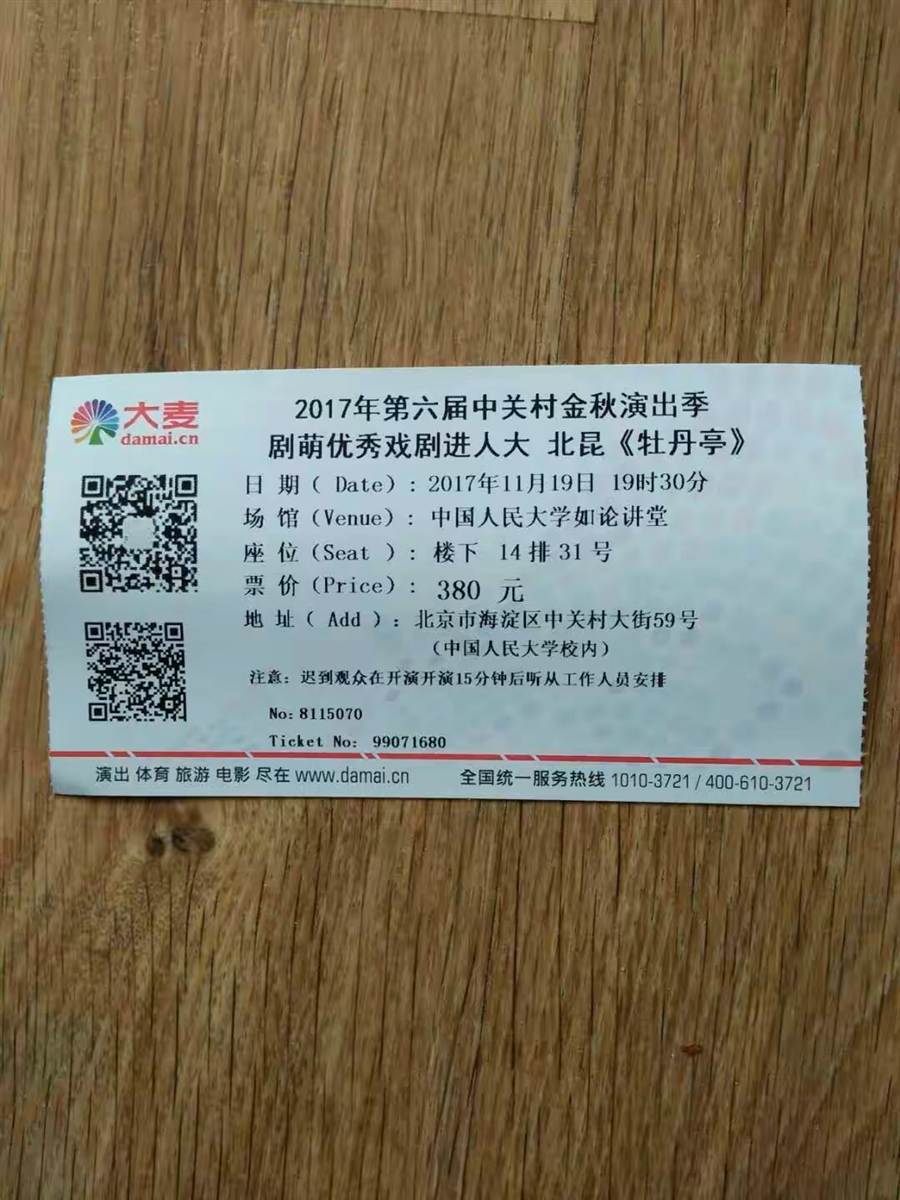 大麦
damai.cn
2017年第六届中关村金秋演出季
剧萌优秀戏剧进人大 北昆《牡丹亭》
日 期（ Date）：2017年11月19日 19时30分
场 馆（Venue）：中国人民大学如论讲堂
座 位（Seat ）：楼下 14排31号
票 价（Price）：380 元
地 址（ Add ）：北京市海淀区中关村大街59号
（中国人民大学校内）
注意：迟到观众在开演开演15分钟后听从工作人员安排
No:8115070
Ticket No: 99071680
演出 体育 旅游 电影 尽在 www.damai.cn 全国统一服务热线 1010-3721 / 400-610-3721